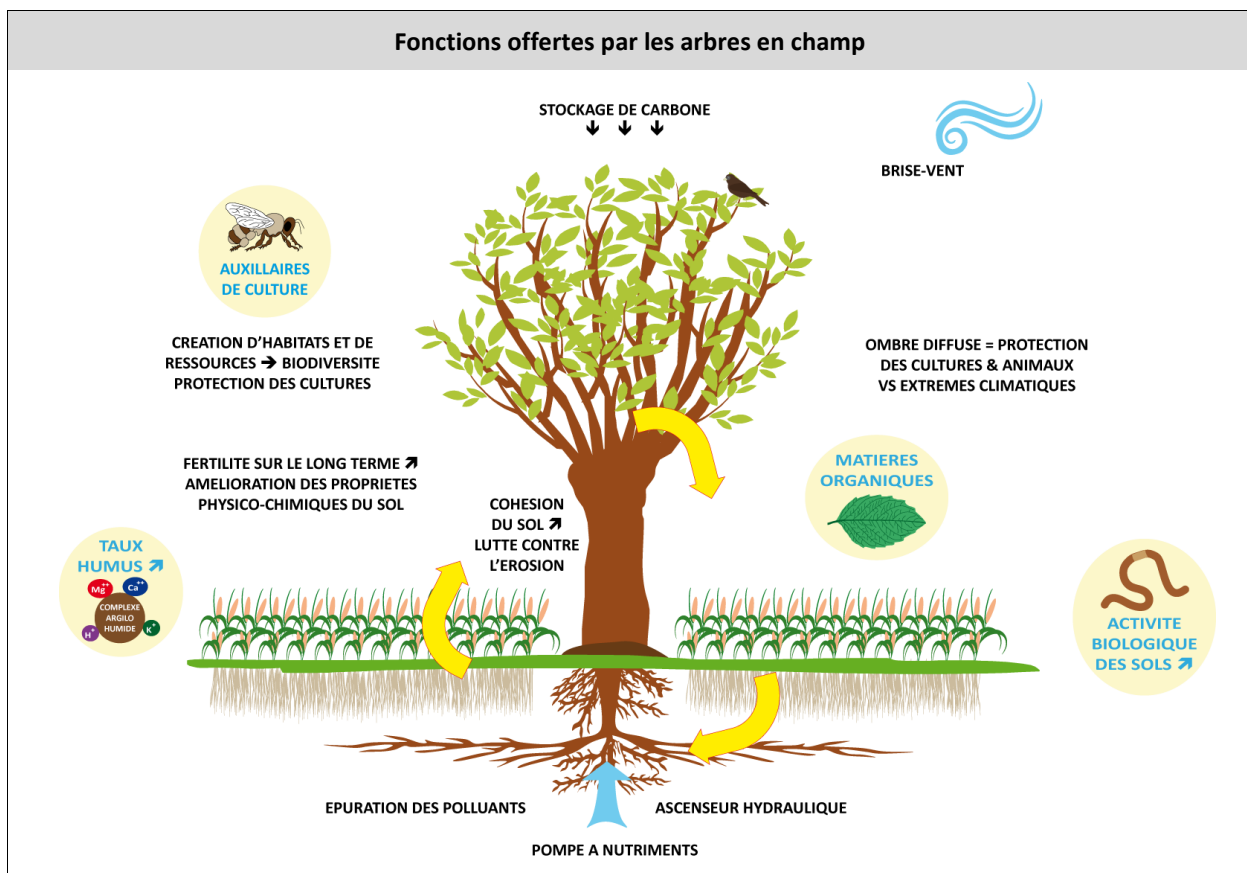 Fonctions offertes par les arbres en champ
STOCKAGE DE CARBONE
BRISE-VENT
AUXILLAIRES
DE CULTURE
CREATION D'HABITATS ET DE
RESSOURCES → BIODIVERSITE
PROTECTION DES CULTURES
OMBRE DIFFUSE = PROTECTION
DES CULTURES & ANIMAUX
VS EXTREMES CLIMATIQUES
FERTILITE SUR LE LONG TERME ↗
AMELIORATION DES PROPRIETES
PHYSICO-CHIMIQUES DU SOL
COHESION
DU SOL ↗
LUTTE CONTRE
L'EROSION
MATIERES
ORGANIQUES
TAUX
HUMUS ↗
Mg++
Ca++
COMPLEXE
ARGILO
HUMIDE
H+
K+
ACTIVITE
BIOLOGIQUE
DES SOLS ↗
EPURATION DES POLLUANTS
ASCENSEUR HYDRAULIQUE
POMPE A NUTRIMENTS